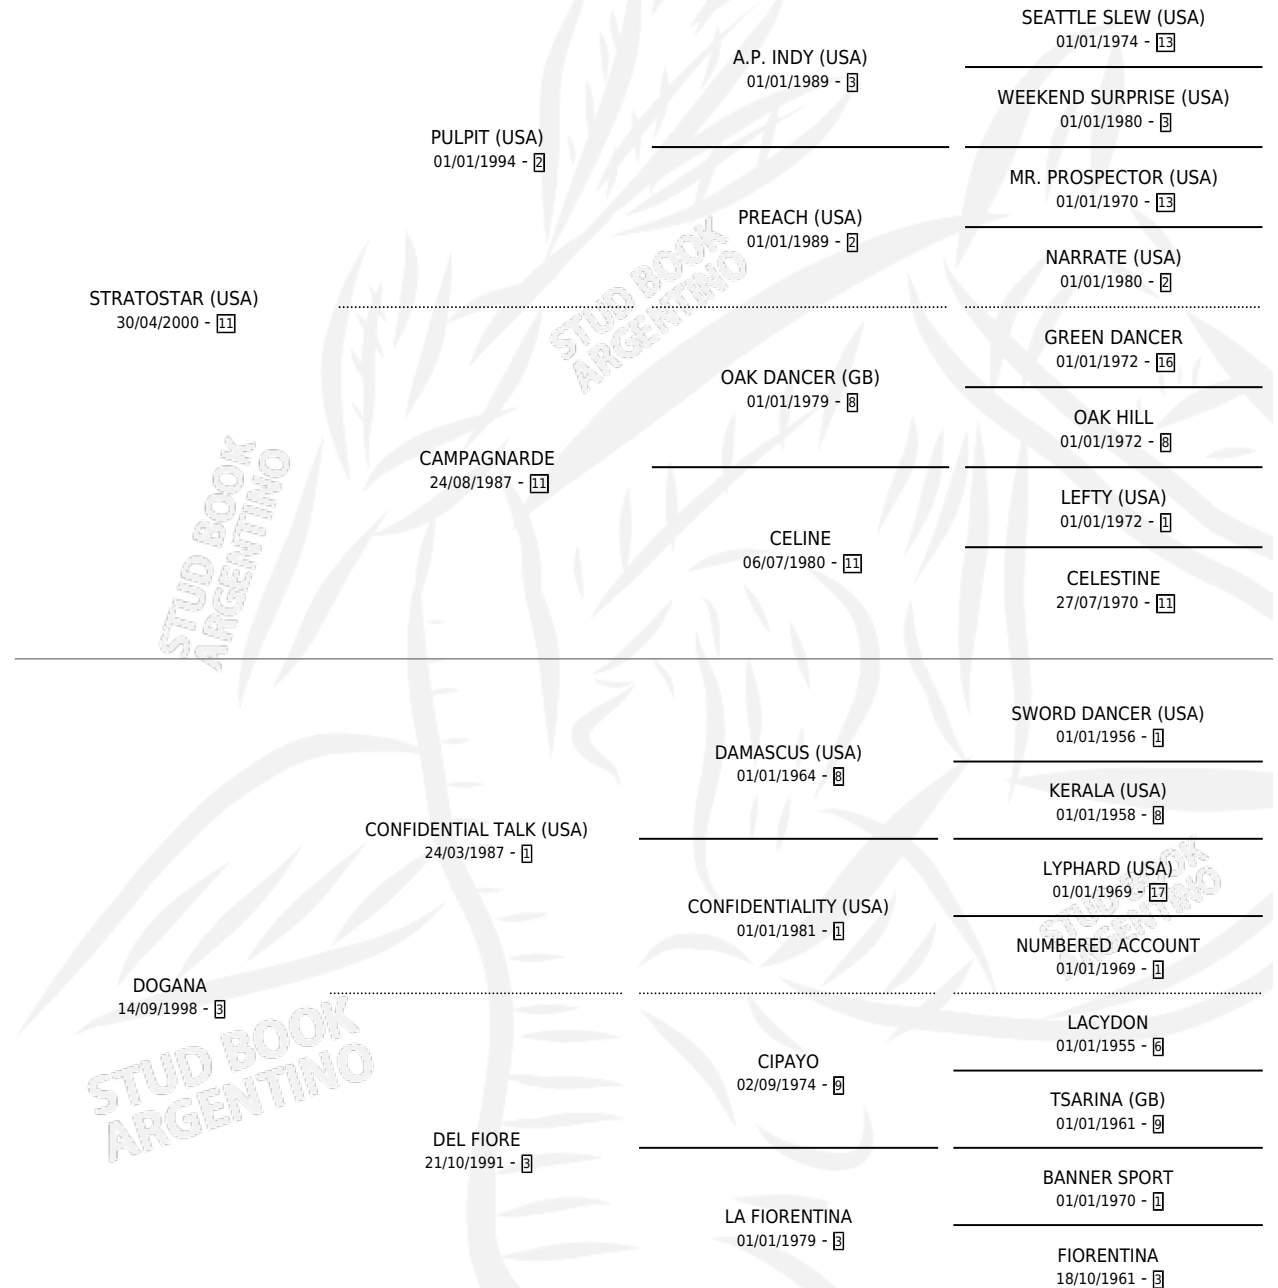 SEATTLE SLEW (USA)
01/01/1974 - 13
A.P. INDY (USA)
01/01/1989 - 3
WEEKEND SURPRISE (USA)
01/01/1980 - 3
PULPIT (USA)
01/01/1994 - 2
MR. PROSPECTOR (USA)
01/01/1970 - 13
PREACH (USA)
01/01/1989 - 2
NARRATE (USA)
01/01/1980 - 2
STRATOSTAR (USA)
30/04/2000 - 11
STUD BOOK
ARGENTINO
GREEN DANCER
01/01/1972 - 16
OAK DANCER (GB)
01/01/1979 - 8
OAK HILL
01/01/1972 - 8
CAMPAGNARDE
24/08/1987 - 11
LEFTY (USA)
01/01/1972 - 1
CELINE
06/07/1980 - 11
CELESTINE
27/07/1970 - 11
STUD BOOK
ARGENTINO
SWORD DANCER (USA)
01/01/1956 - 1
DAMASCUS (USA)
01/01/1964 - 8
KERALA (USA)
01/01/1958 - 8
CONFIDENTIAL TALK (USA)
24/03/1987 - 1
LYPHARD (USA)
01/01/1969 - 17
CONFIDENTIALITY (USA)
01/01/1981 - 1
NUMBERED ACCOUNT
01/01/1969 - 1
STUD BOOK
ARGENTINO
DOGANA
14/09/1998 - 3
LACYDON
01/01/1955 - 6
CIPAYO
02/09/1974 - 9
TSARINA (GB)
01/01/1961 - 9
STUD BOOK
ARGENTINO
DEL FIORE
21/10/1991 - 3
BANNER SPORT
01/01/1970 - 1
LA FIORENTINA
01/01/1979 - 3
FIORENTINA
18/10/1961 - 3